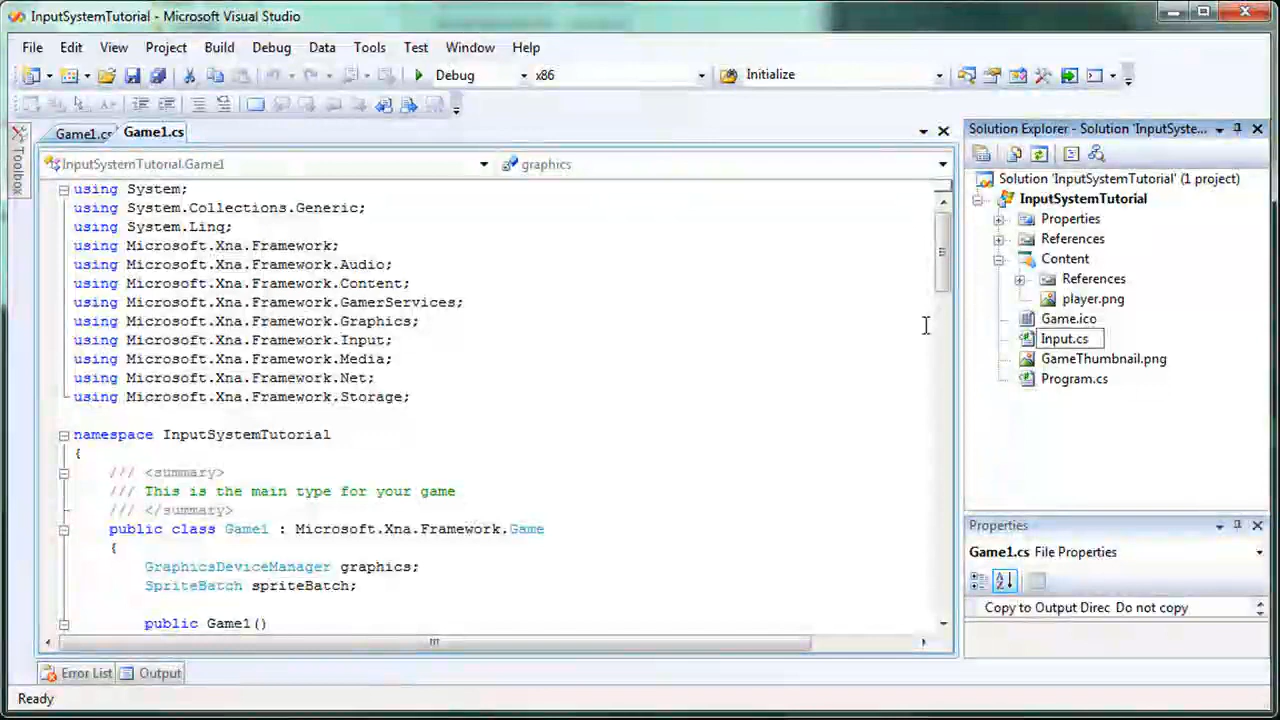 InputSystemTutorial - Microsoft Visual Studio
File Edit View Project Build Debug Data Tools Test Window Help
Debug x86 Initialize
Game1.cs Game1.cs
Toolbox
InputSystemTutorial.Game1 graphics
using System;
using System.Collections.Generic;
using System.Linq;
using Microsoft.Xna.Framework;
using Microsoft.Xna.Framework.Audio;
using Microsoft.Xna.Framework.Content;
using Microsoft.Xna.Framework.GamerServices;
using Microsoft.Xna.Framework.Graphics;
using Microsoft.Xna.Framework.Input;
using Microsoft.Xna.Framework.Media;
using Microsoft.Xna.Framework.Net;
using Microsoft.Xna.Framework.Storage;
namespace InputSystemTutorial
{
/// <summary>
/// This is the main type for your game
/// </summary>
public class Game1 : Microsoft.Xna.Framework.Game
{
GraphicsDeviceManager graphics;
SpriteBatch spriteBatch;
public Game1()
Solution Explorer - Solution 'InputSyste...
Solution 'InputSystemTutorial' (1 project)
InputSystemTutorial
Properties
References
Content
References
player.png
Game.ico
Input.cs
GameThumbnail.png
Program.cs
Properties
Game1.cs File Properties
Copy to Output Direc Do not copy
Error List Output
Ready